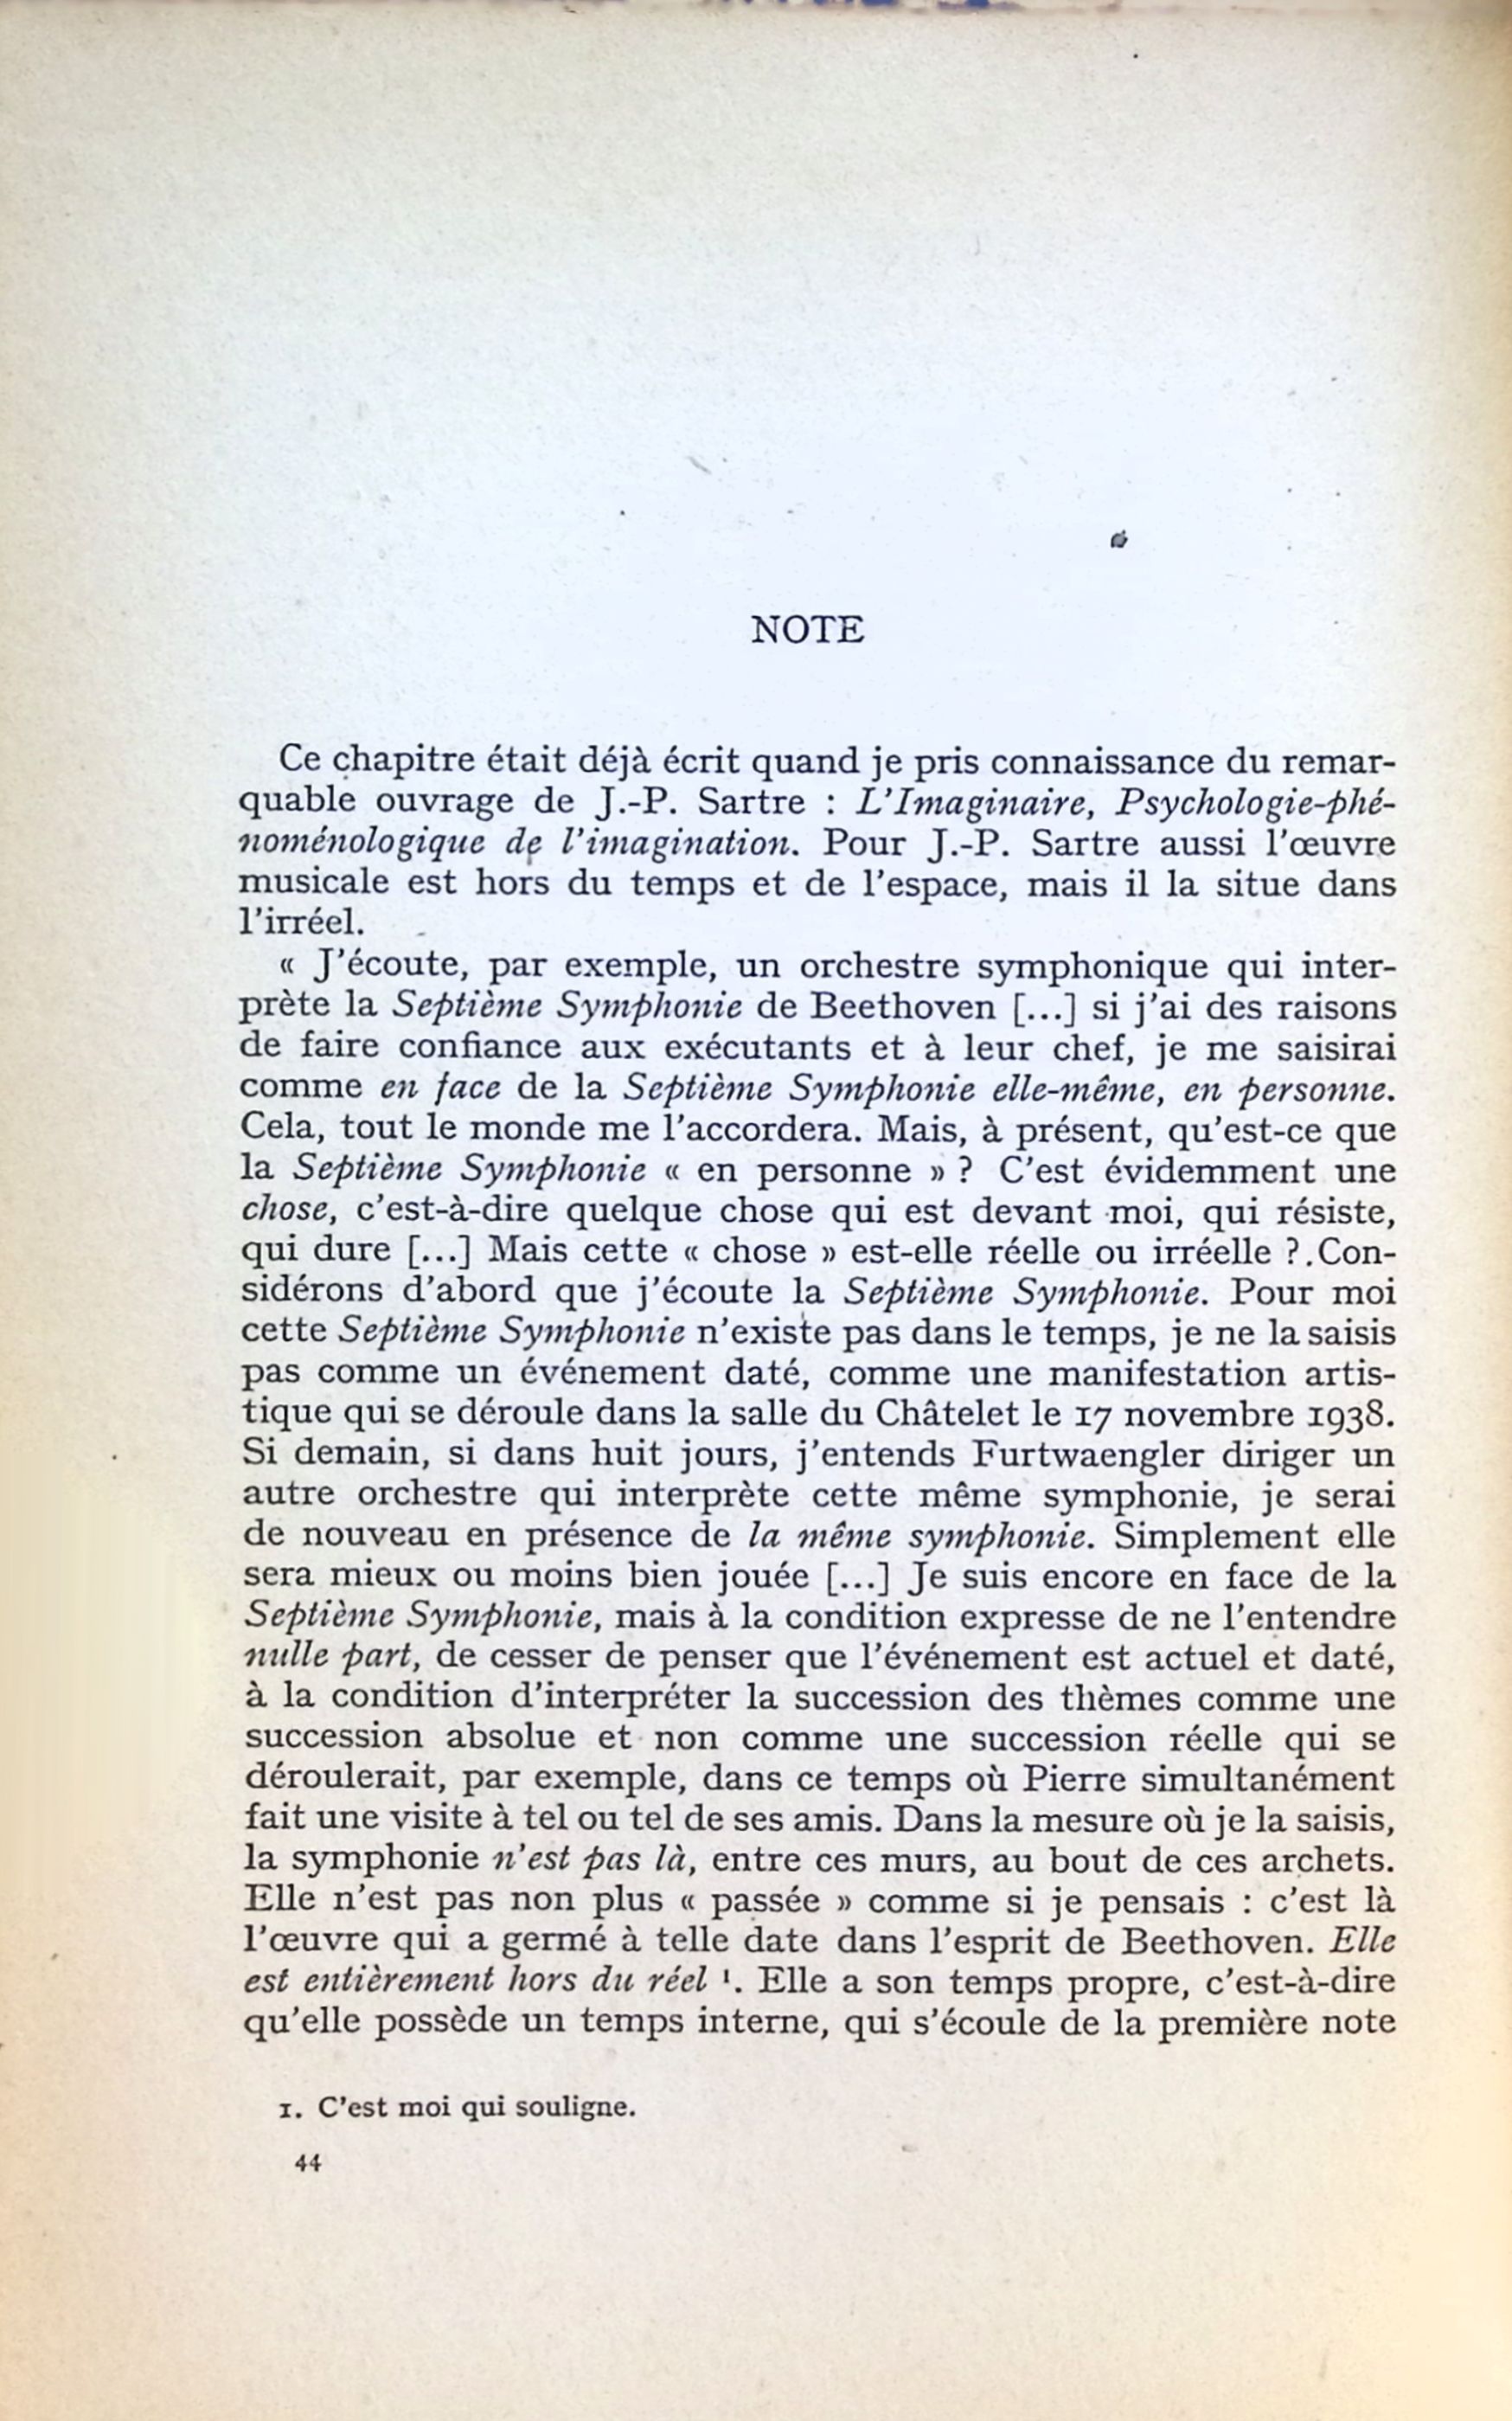 NOTE
Ce chapitre était déjà écrit quand je pris connaissance du remar-
quable ouvrage de J.-P. Sartre : L'Imaginaire, Psychologie-phé-
noménologique de l'imagination. Pour J.-P. Sartre aussi l'œuvre
musicale est hors du temps et de l'espace, mais il la situe dans
l'irréel.
« J'écoute, par exemple, un orchestre symphonique qui inter-
prète la Septième Symphonie de Beethoven [...] si j'ai des raisons
de faire confiance aux exécutants et à leur chef, je me saisirai
comme en face de la Septième Symphonie elle-même, en personne.
Cela, tout le monde me l'accordera. Mais, à présent, qu'est-ce que
la Septième Symphonie « en personne » ? C'est évidemment une
chose, c'est-à-dire quelque chose qui est devant moi, qui résiste,
qui dure [...] Mais cette « chose » est-elle réelle ou irréelle ? Con-
sidérons d'abord que j'écoute la Septième Symphonie. Pour moi
cette Septième Symphonie n'existe pas dans le temps, je ne la saisis
pas comme un événement daté, comme une manifestation artis-
tique qui se déroule dans la salle du Châtelet le 17 novembre 1938.
Si demain, si dans huit jours, j'entends Furtwaengler diriger un
autre orchestre qui interprète cette même symphonie, je serai
de nouveau en présence de la même symphonie. Simplement elle
sera mieux ou moins bien jouée [...] Je suis encore en face de la
Septième Symphonie, mais à la condition expresse de ne l'entendre
nulle part, de cesser de penser que l'événement est actuel et daté,
à la condition d'interpréter la succession des thèmes comme une
succession absolue et non comme une succession réelle qui se
déroulerait, par exemple, dans ce temps où Pierre simultanément
fait une visite à tel ou tel de ses amis. Dans la mesure où je la saisis,
la symphonie n'est pas là, entre ces murs, au bout de ces archets.
Elle n'est pas non plus « passée » comme si je pensais : c'est là
l'œuvre qui a germé à telle date dans l'esprit de Beethoven. Elle
est entièrement hors du réel ¹. Elle a son temps propre, c'est-à-dire
qu'elle possède un temps interne, qui s'écoule de la première note
1. C'est moi qui souligne.
44